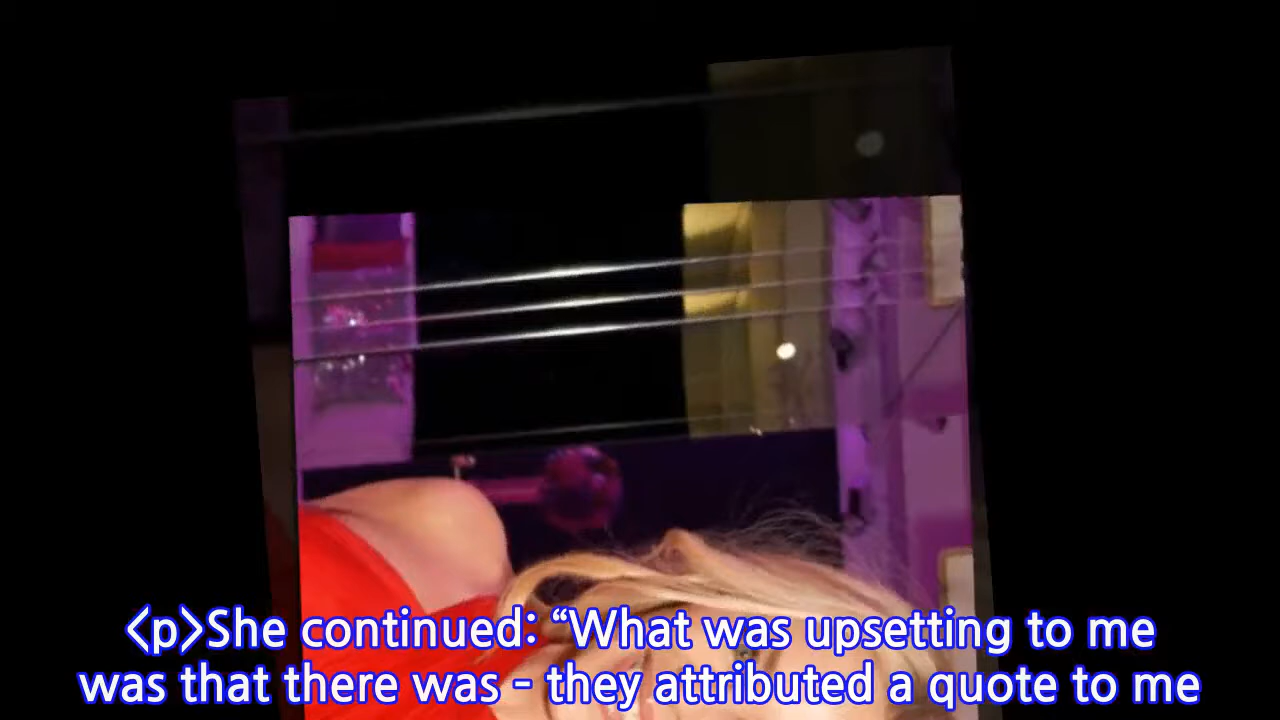 <p>She continued: “What was upsetting to me
was that there was - they attributed a quote to me